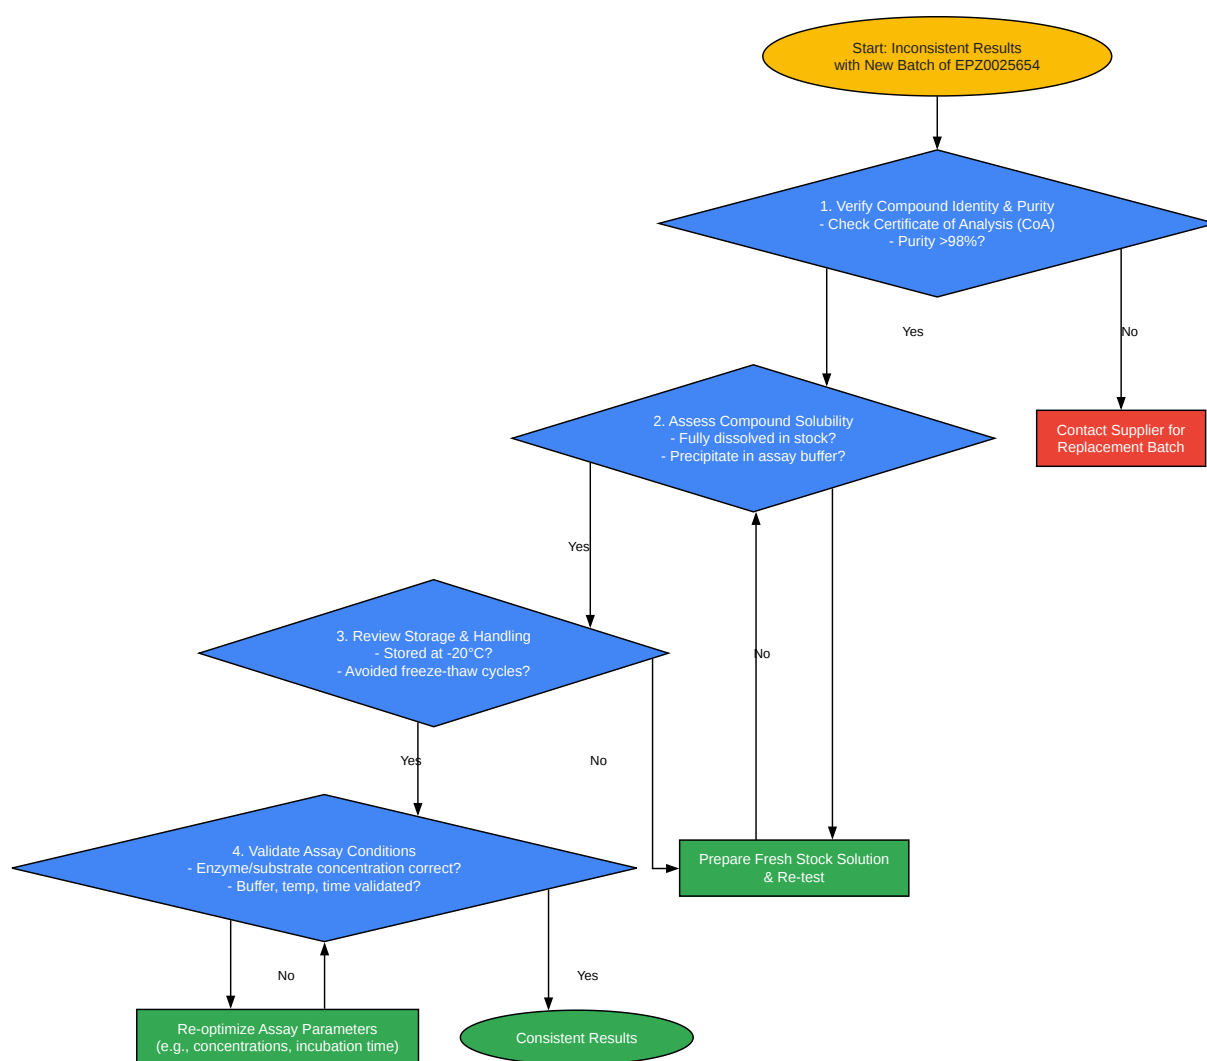 Start: Inconsistent Results
with New Batch of EPZ0025654
1. Verify Compound Identity & Purity
- Check Certificate of Analysis (CoA)
- Purity >98%?
Yes
No
2. Assess Compound Solubility
- Fully dissolved in stock?
- Precipitate in assay buffer?
Contact Supplier for
Replacement Batch
Yes
3. Review Storage & Handling
- Stored at -20°C?
- Avoided freeze-thaw cycles?
No
Yes
No
4. Validate Assay Conditions
- Enzyme/substrate concentration correct?
- Buffer, temp, time validated?
Prepare Fresh Stock Solution
& Re-test
No
Yes
Re-optimize Assay Parameters
(e.g., concentrations, incubation time)
Consistent Results